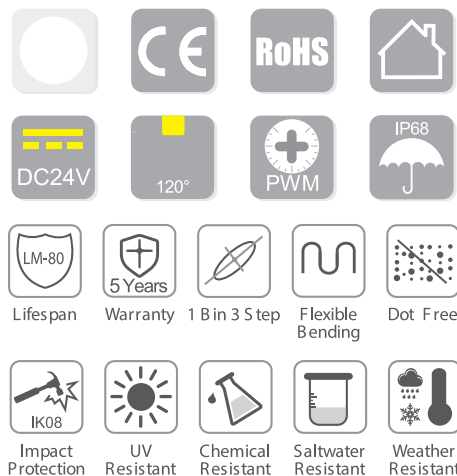 CE
RoHS
DC24V
120°
PWM
IP68
LM-80
5 Years
Lifespan
Warranty
1 Bin 3 Step
Flexible
Bending
Dot Free
IK08
Impact
Protection
UV
Resistant
Chemical
Resistant
Saltwater
Resistant
Weather
Resistant